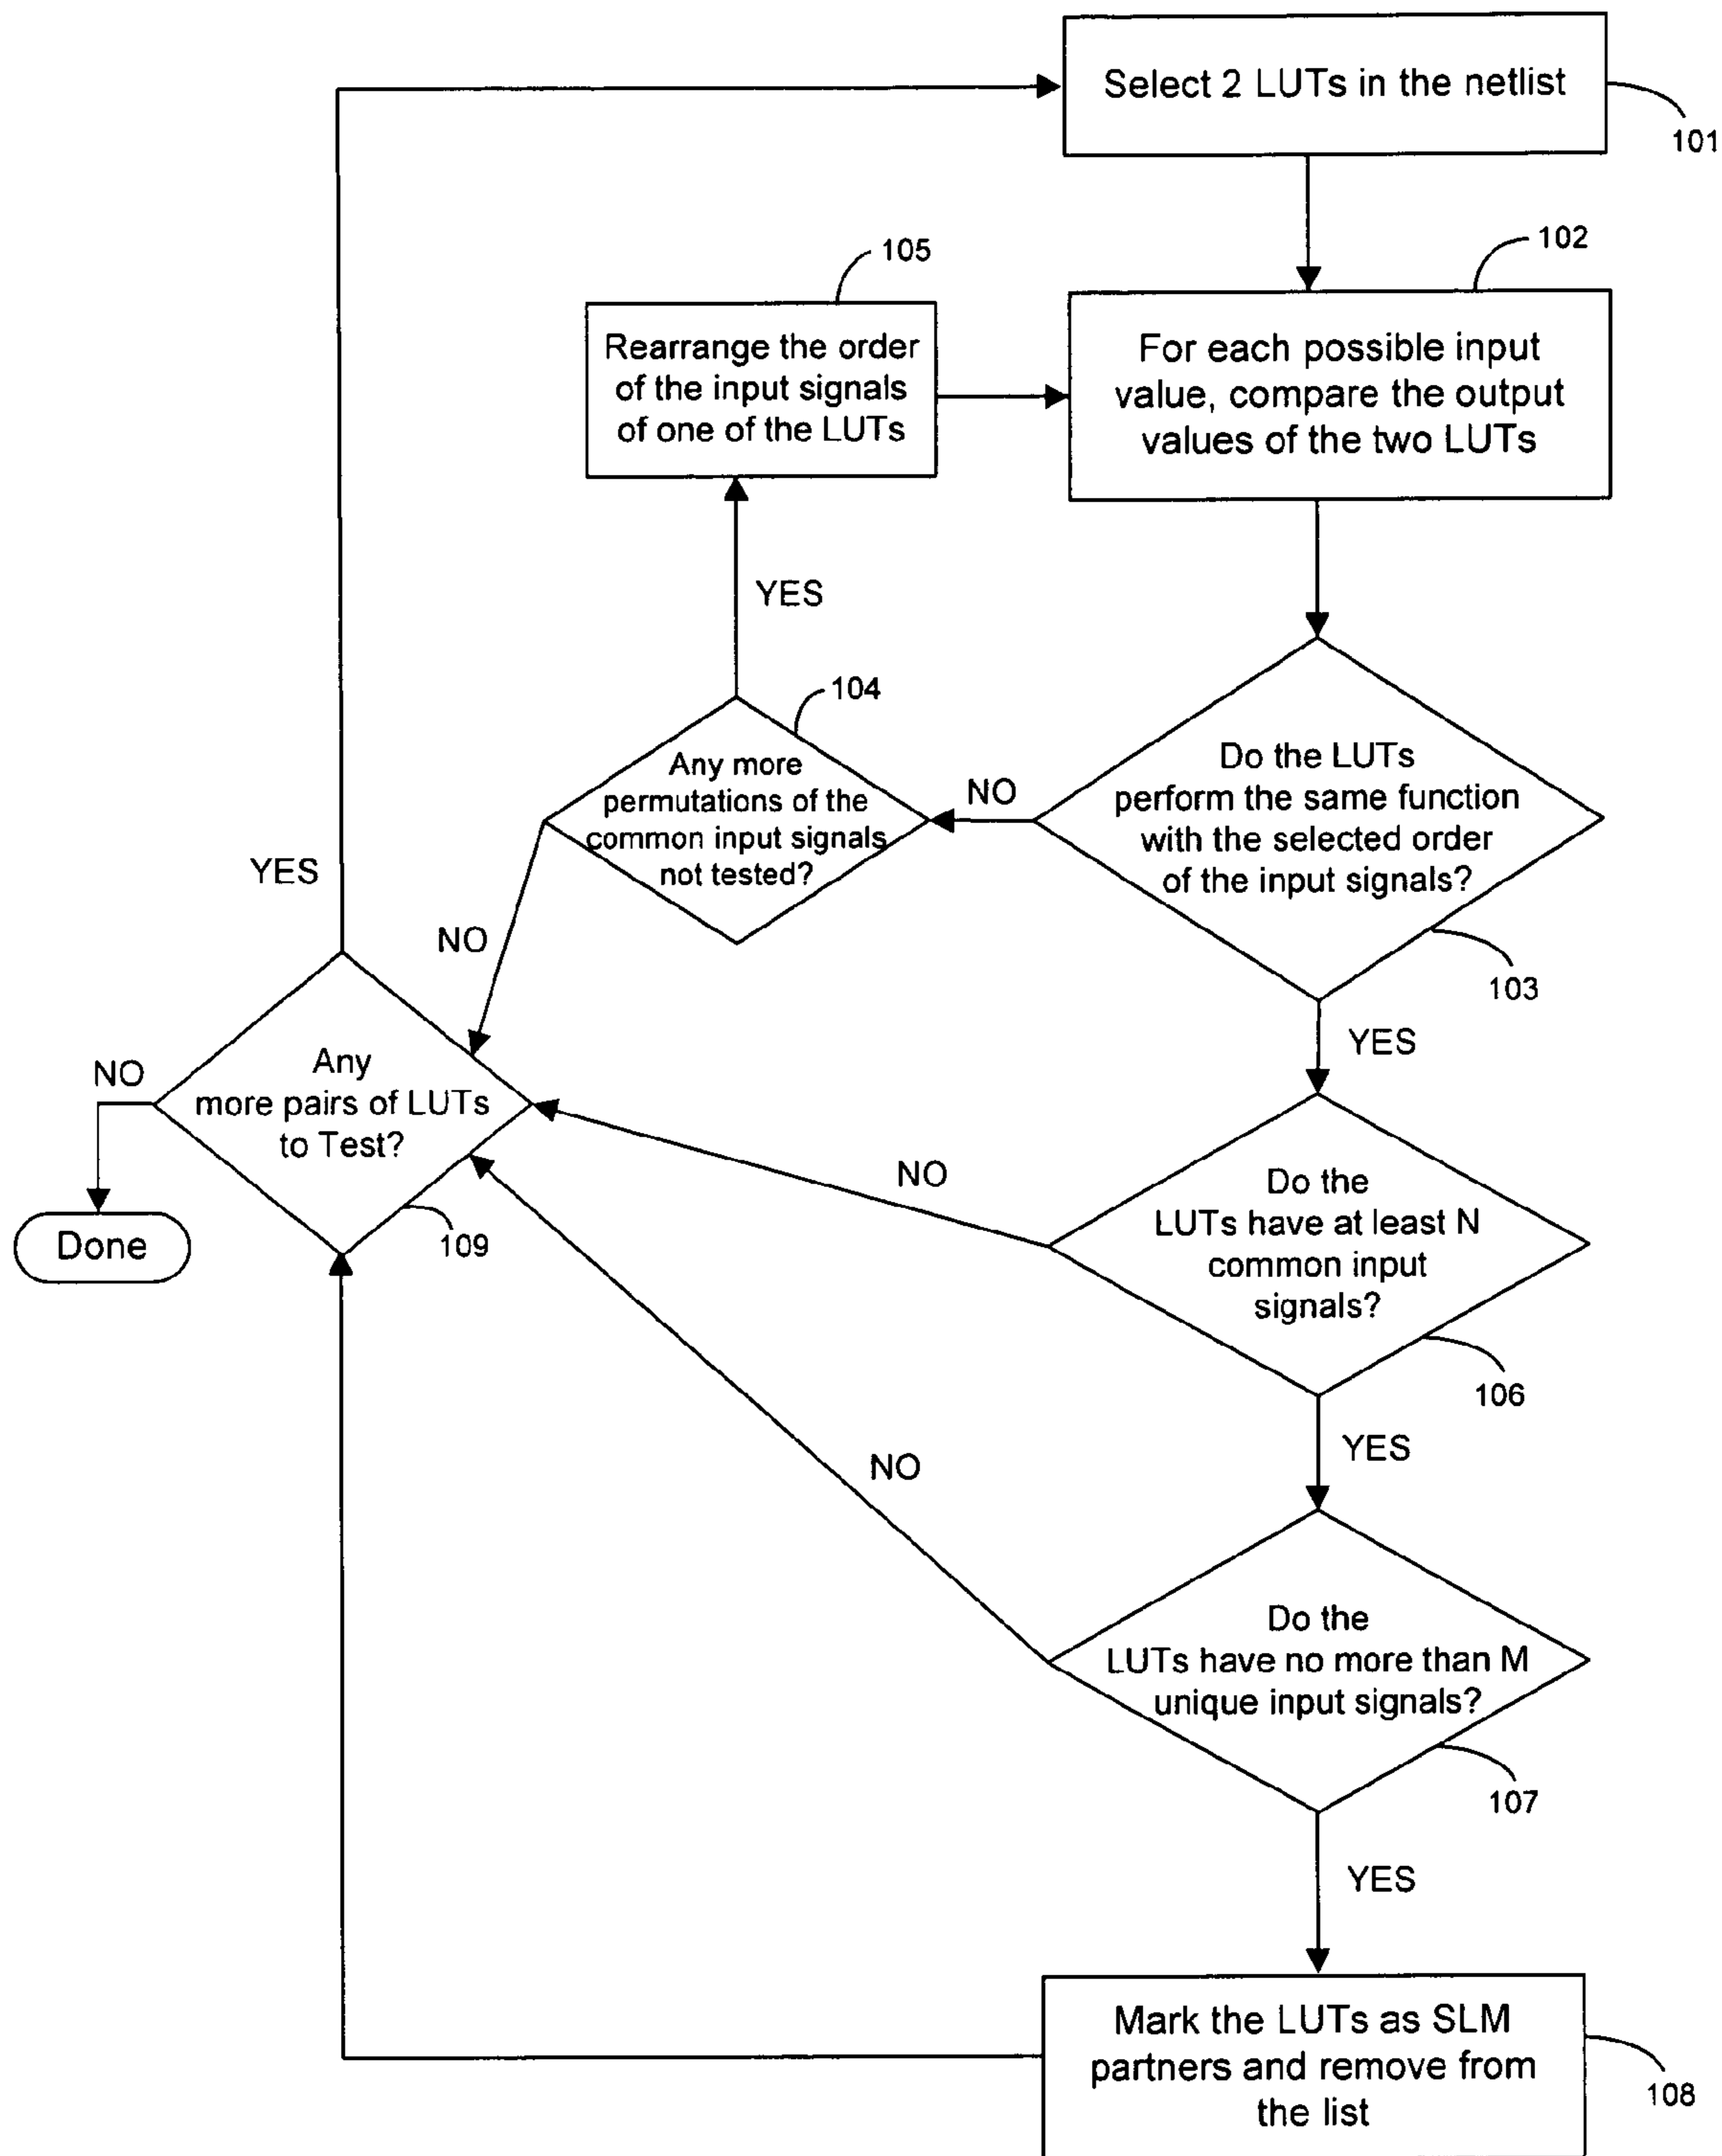 Select 2 LUTs in the netlist
101
102
105
Rearrange the order
of the input signals
of one of the LUTs
For each possible input
value, compare the output
values of the two LUTs
YES
104
Any more
permutations of the
common input signals
not tested?
NO
Do the LUTs
perform the same function
with the selected order
of the input signals?
103
YES
NO
YES
NO
Any
more pairs of LUTs
to Test?
109
Done
NO
Do the
LUTs have at least N
common input
signals?
106
YES
NO
Do the
LUTs have no more than M
unique input signals?
107
YES
Mark the LUTs as SLM
partners and remove from
the list
108